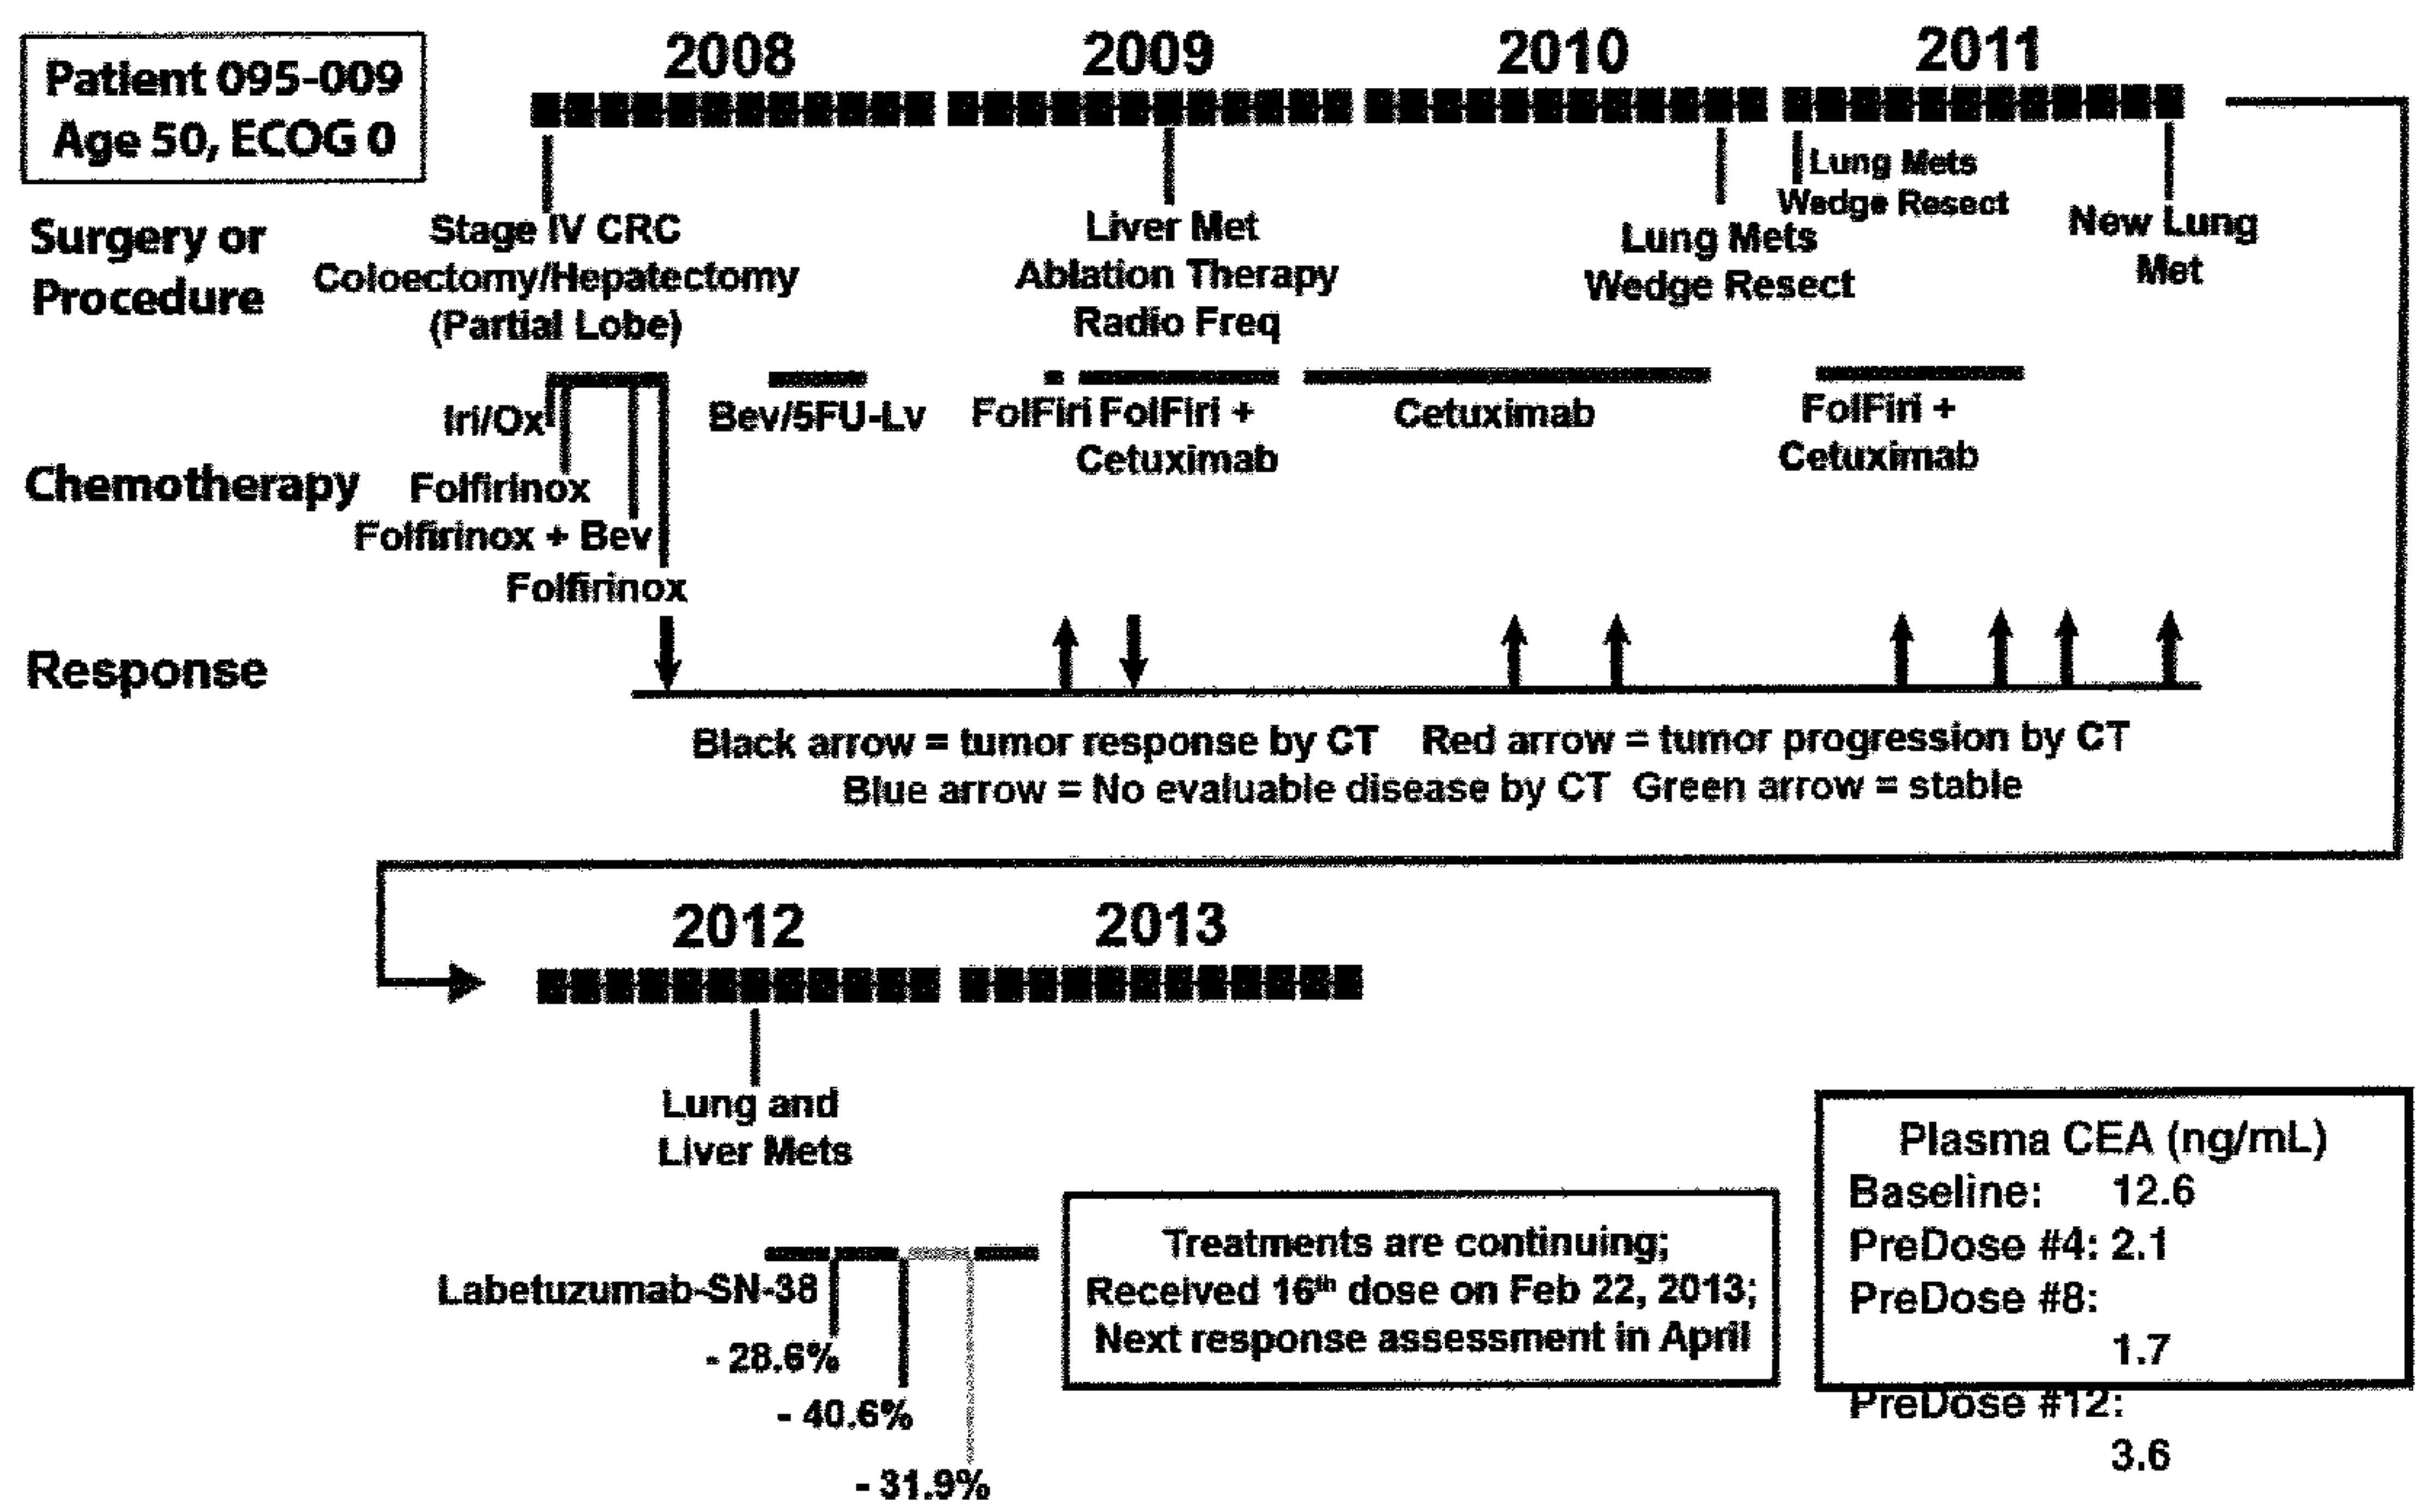 Patient 095-009
Age 50, ECOG 0
2008
2009
2010
2011
Surgery or
Procedure
Stage IV CRC
Coloectomy/Hepatectomy
(Partial Lobe)
Liver Met
Ablation Therapy
Radio Freq
Lung Mets
Wedge Resect
Lung Mets
Wedge Resect
New Lung
Met
Chemotherapy
Iri/Ox
Folfirinox
Folfirinox + Bev
Folfirinox
Bev/5FU-Lv
FolFiri
FolFiri +
Cetuximab
Cetuximab
FolFiri +
Cetuximab
Response
Black arrow = tumor response by CT Red arrow = tumor progression by CT
Blue arrow = No evaluable disease by CT Green arrow = stable
2012
2013
Lung and
Liver Mets
Labetuzumab-SN-38
- 28.6%
- 40.6%
- 31.9%
Treatments are continuing;
Received 16th dose on Feb 22, 2013;
Next response assessment in April
Plasma CEA (ng/mL)
Baseline: 12.6
PreDose #4: 2.1
PreDose #8:
1.7
PreDose #12:
3.6